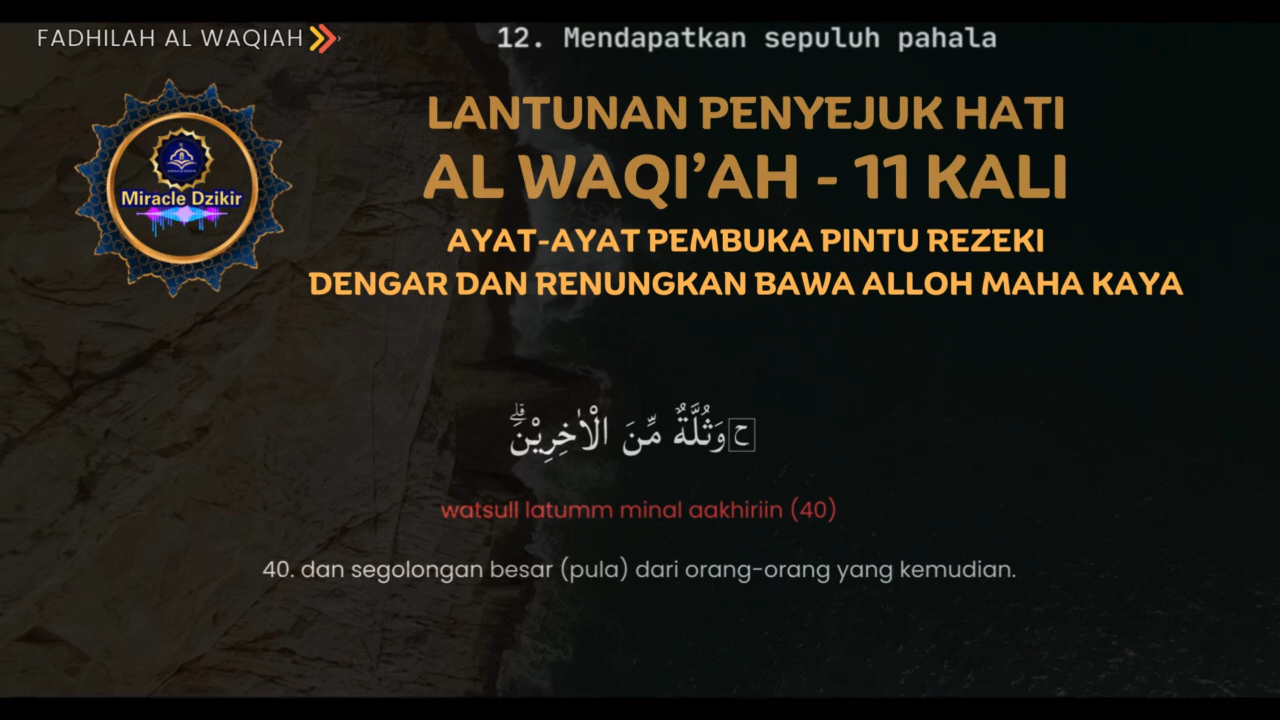 FADHILAH AL WAQIAH
12. Mendapatkan sepuluh pahala
Miracle Dzikir
LANTUNAN PENYEJUK HATI
AL WAQI’AH - 11 KALI
AYAT-AYAT PEMBUKA PINTU REZEKI
DENGAR DAN RENUNGKAN BAWA ALLOH MAHA KAYA
ح وَثُلَّةٌ مِّنَ الْاٰخِرِيْنَۗ
watsull latumm minal aakhiriin (40)
40. dan segolongan besar (pula) dari orang-orang yang kemudian.